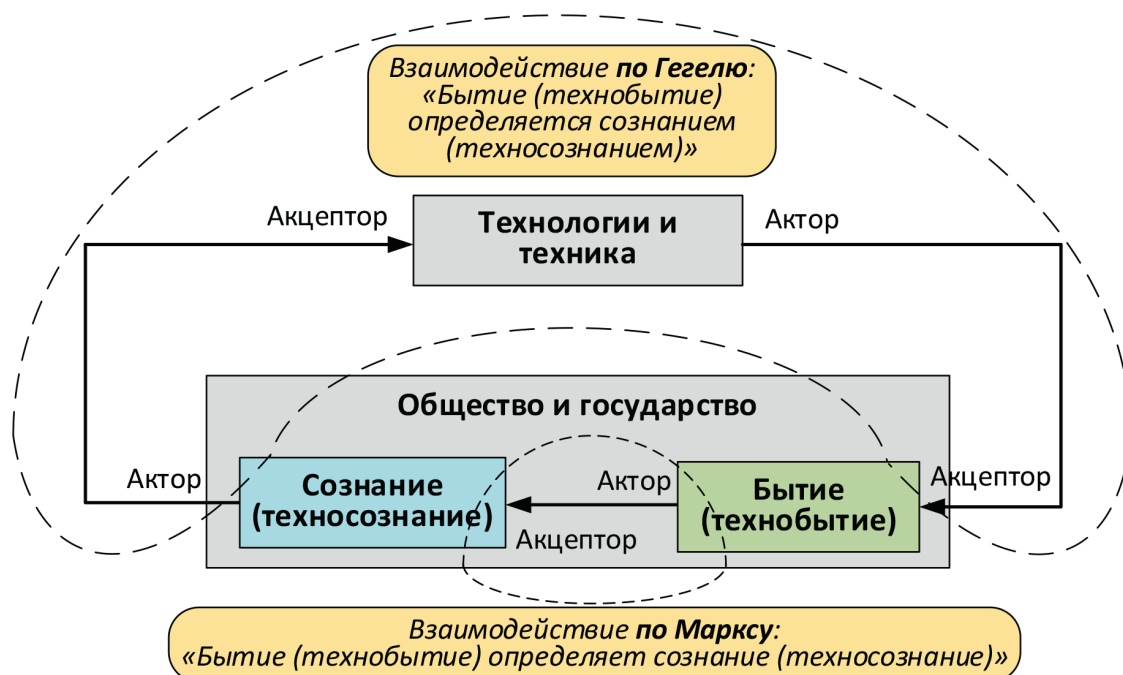 Взаимодействие по Гегелю:
«Бытие (технобытие)
определяется сознанием
(техносознанием)»
Акцептор
Технологии и
техника
Актор
Общество и государство
Актор
Сознание
(техносознание)
Актор
Акцептор
Бытие
(технобытие)
Акцептор
Взаимодействие по Марксу:
«Бытие (технобытие) определяет сознание (техносознание)»